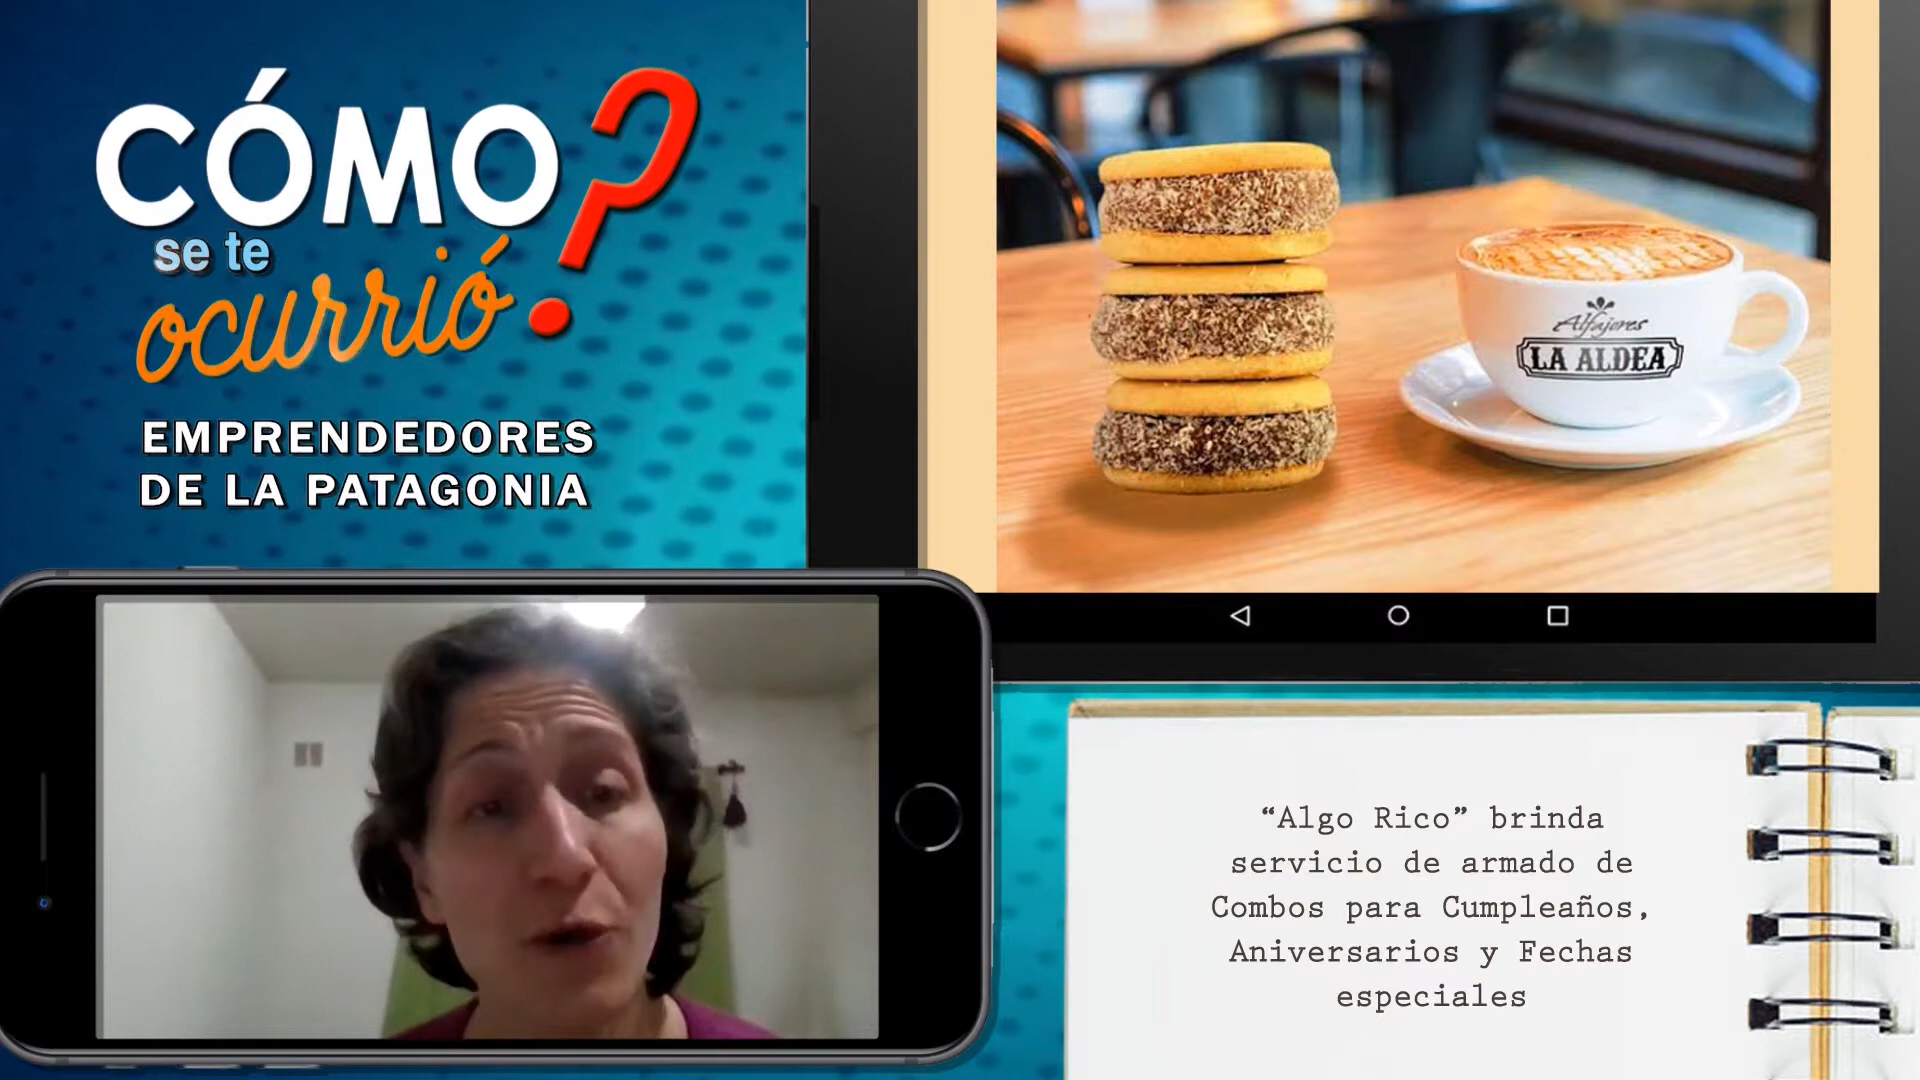 CÓMO?
se te
ocurrió
EMPRENDEDORES
DE LA PATAGONIA
Alfajores
LA ALDEA
“Algo Rico” brinda
servicio de armado de
Combos para Cumpleaños,
Aniversarios y Fechas
especiales